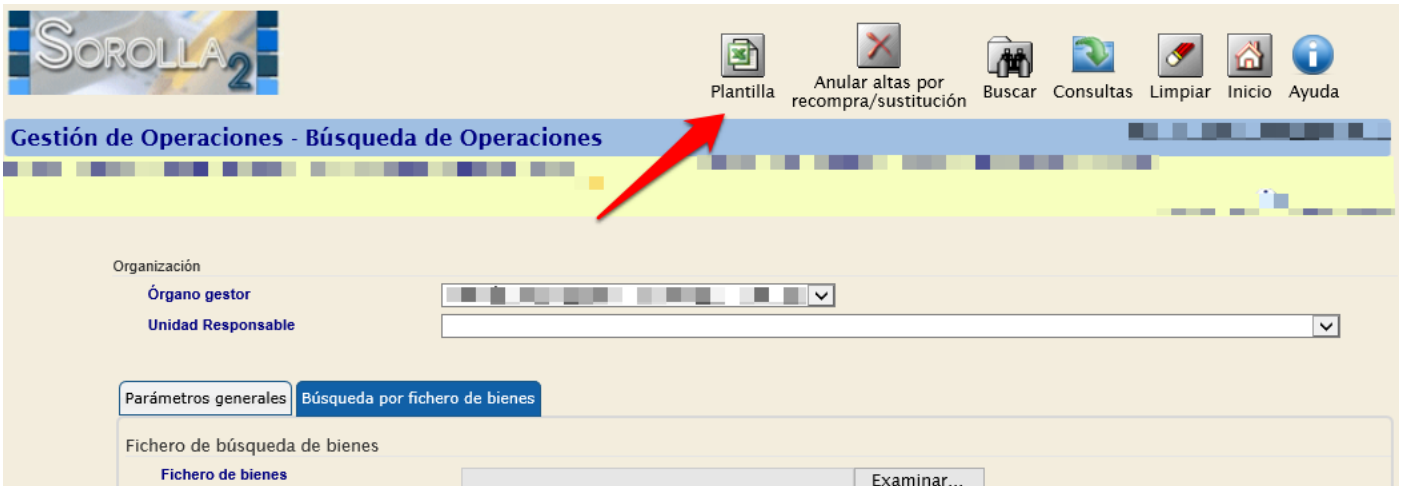 SOROLLA2
Plantilla
Anular altas por
recompra/sustitución
Buscar
Consultas
Limpiar
Inicio
Ayuda
Gestión de Operaciones - Búsqueda de Operaciones
Organización
Órgano gestor
Unidad Responsable
Parámetros generales
Búsqueda por fichero de bienes
Fichero de búsqueda de bienes
Fichero de bienes
Examinar...